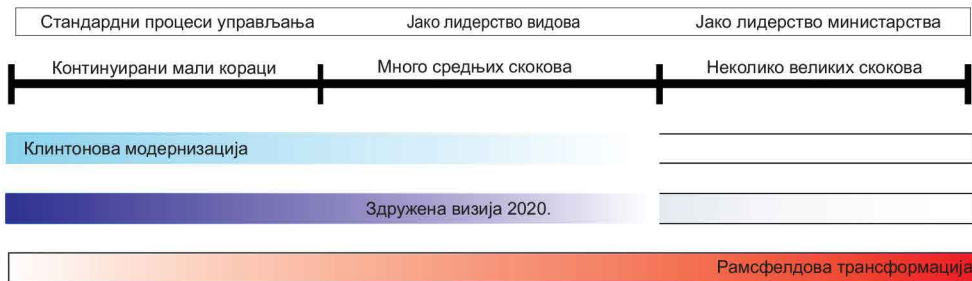 Стандардни процеси управљања Јако лидерство видова Јако лидерство министарства
Континуирани мали кораци Много средњих скокова Неколико великих скокова
Клинтонова модернизација
Здружена визија 2020.
Рамсфелдова трансформација